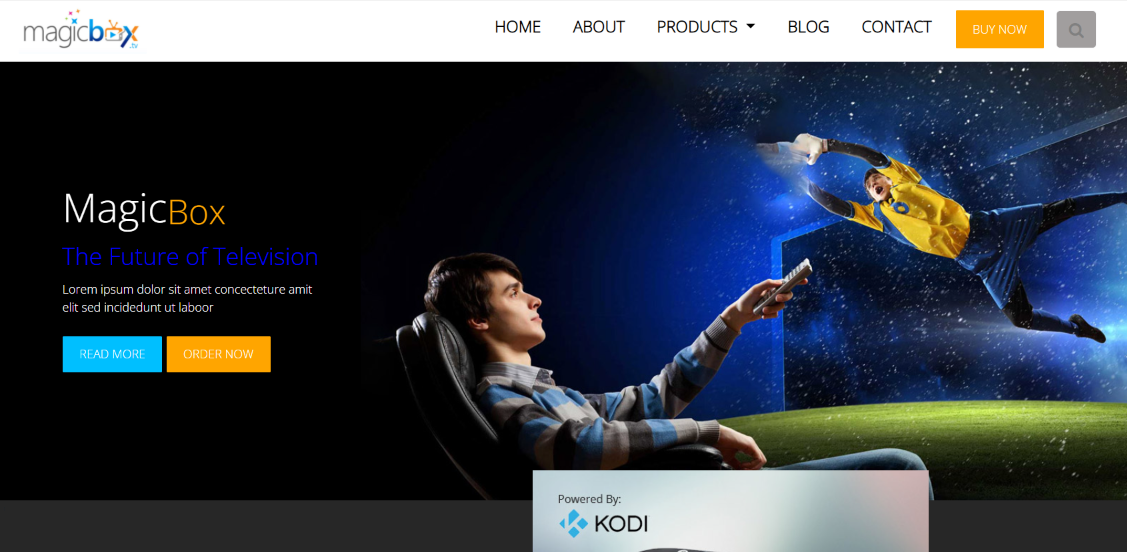 magicbox
.tv
HOME ABOUT PRODUCTS BLOG CONTACT BUY NOW
MagicBox
The Future of Television
Lorem ipsum dolor sit amet concecteture amit
elit sed incidedunt ut laboor
READ MORE ORDER NOW
Powered By:
KODI